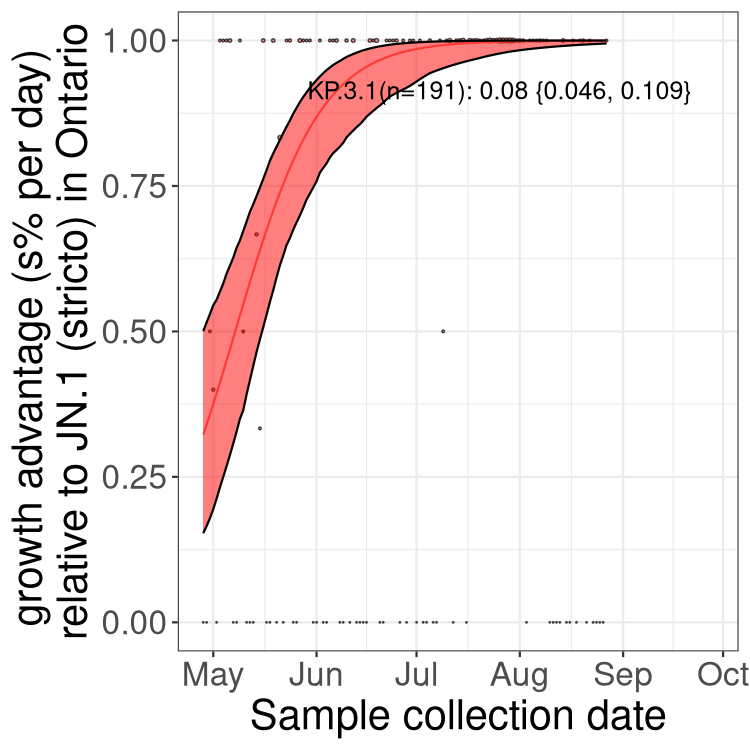 growth advantage (s% per day)
relative to JN.1 (stricto) in Ontario
1.00
0.75
0.50
0.25
0.00
KP.3.1(n=191): 0.08 {0.046, 0.109}
May Jun Jul Aug Sep Oct
Sample collection date